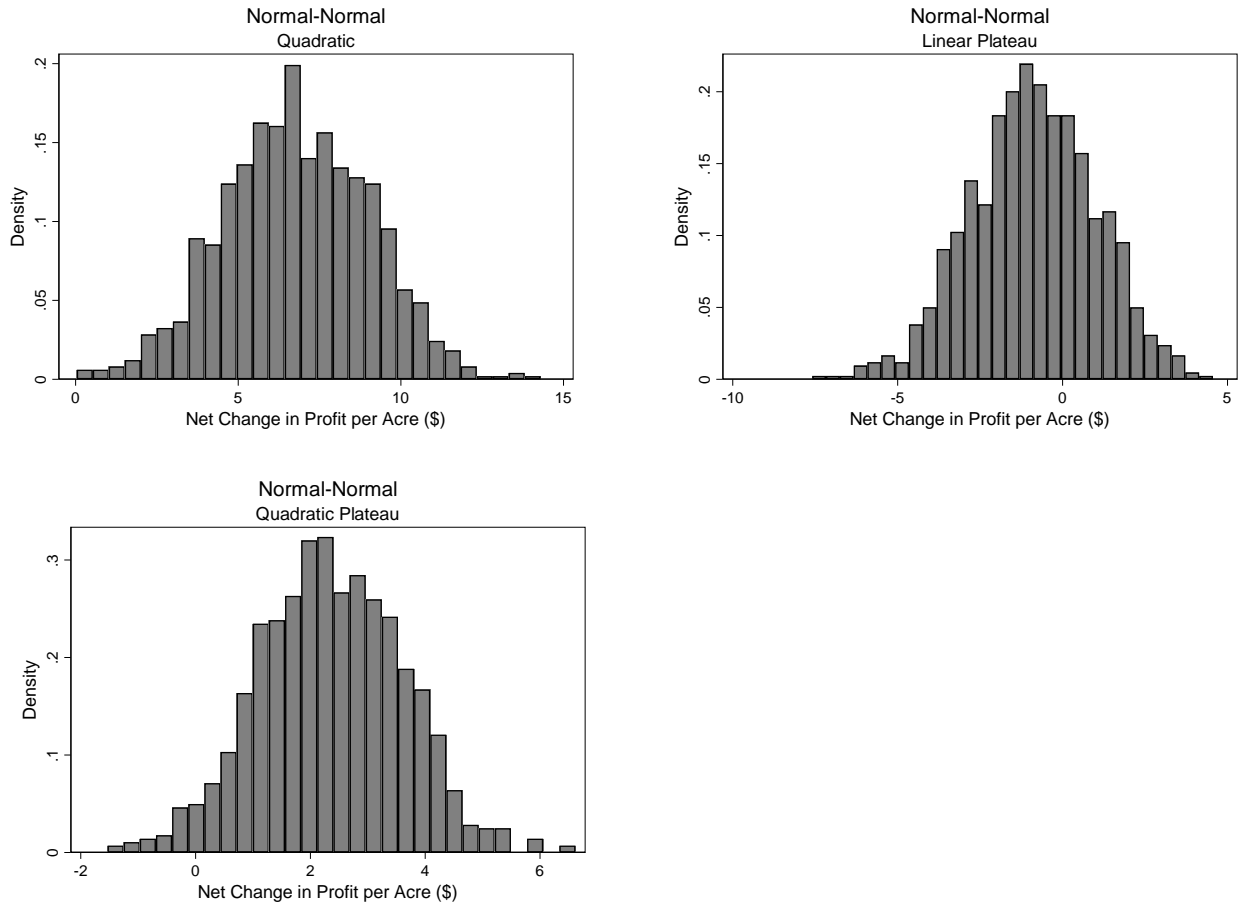 Normal-Normal
Quadratic
Density
.2
.15
.1
.05
0
0 5 10 15
Net Change in Profit per Acre ($)
Normal-Normal
Linear Plateau
Density
.2
.15
.1
.05
0
-10 -5 0 5
Net Change in Profit per Acre ($)
Normal-Normal
Quadratic Plateau
Density
.3
.2
.1
0
-2 0 2 4 6
Net Change in Profit per Acre ($)